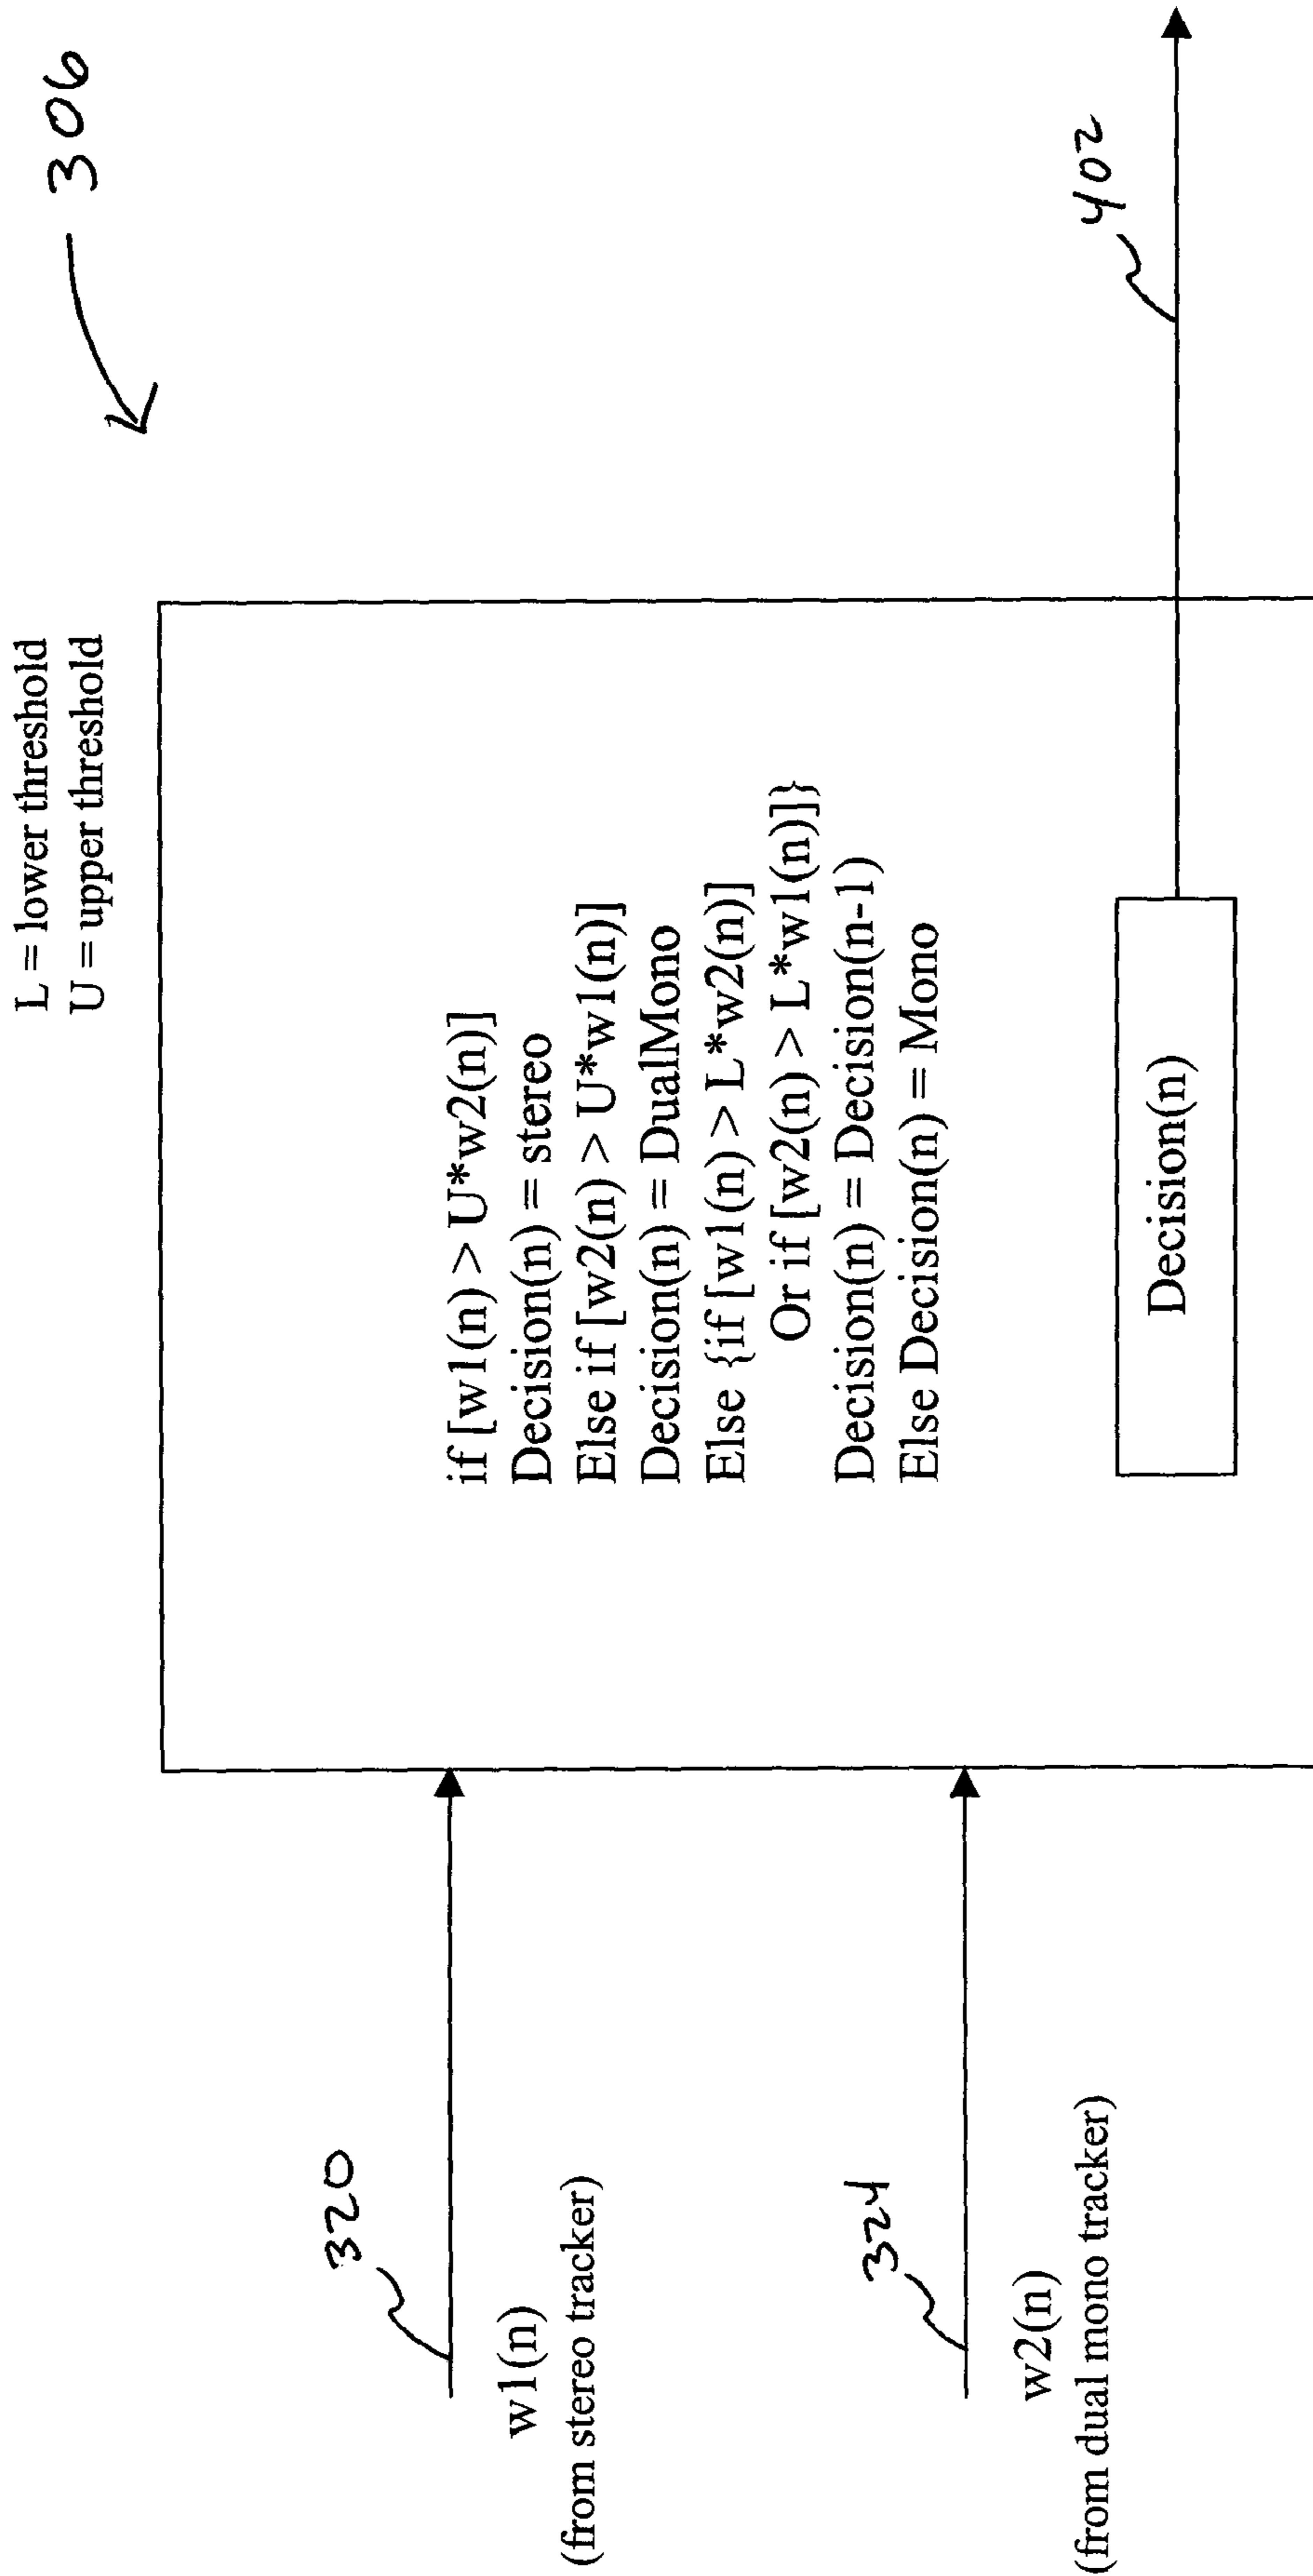 306
L = lower threshold
U = upper threshold
320
w1(n)
(from stereo tracker)
324
w2(n)
(from dual mono tracker)
if [w1(n) > U*w2(n)]
Decision(n) = stereo
Else if [w2(n) > U*w1(n)]
Decision(n) = DualMono
Else {if [w1(n) > L*w2(n)]
Or if [w2(n) > L*w1(n)]}
Decision(n) = Decision(n-1)
Else Decision(n) = Mono
Decision(n)
402